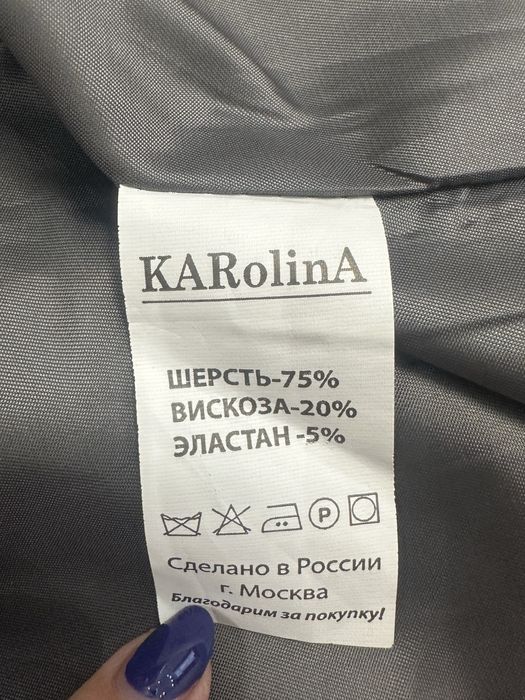 KARolinA
ШЕРСТЬ-75%
ВИСКОЗА-20%
ЭЛАСТАН -5%
P
Сделано в России
г. Москва
Благодарим за покупку!